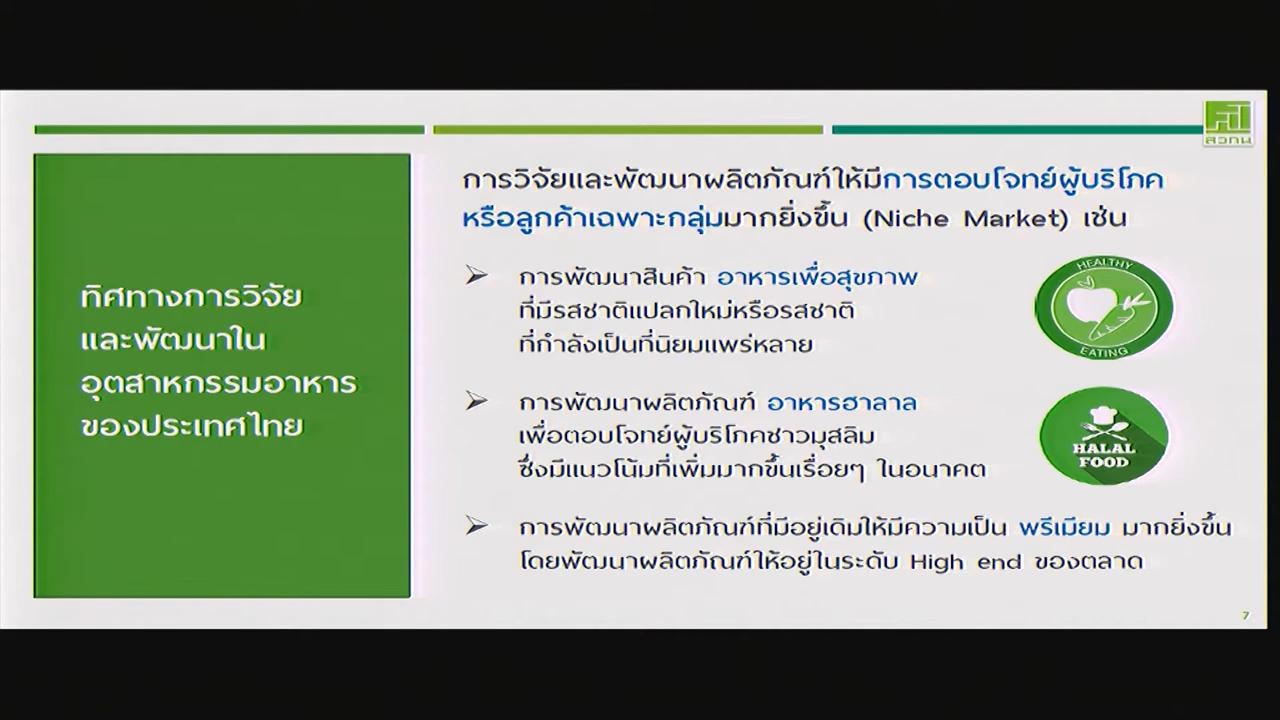 สวทน
ทิศทางการวิจัย
และพัฒนาใน
อุตสาหกรรมอาหาร
ของประเทศไทย
การวิจัยและพัฒนาผลิตภัณฑ์ให้มีการตอบโจทย์ผู้บริโภค
หรือลูกค้าเฉพาะกลุ่มมากยิ่งขึ้น (Niche Market) เช่น
การพัฒนาสินค้า อาหารเพื่อสุขภาพ
ที่มีรสชาติแปลกใหม่หรือรสชาติ
ที่กำลังเป็นที่นิยมแพร่หลาย
HEALTHY
EATING
การพัฒนาผลิตภัณฑ์ อาหารฮาลาล
เพื่อตอบโจทย์ผู้บริโภคชาวมุสลิม
ซึ่งมีแนวโน้มที่เพิ่มมากขึ้นเรื่อยๆ ในอนาคต
HALAL
FOOD
การพัฒนาผลิตภัณฑ์ที่มีอยู่เดิมให้มีความเป็น พรีเมียม มากยิ่งขึ้น
โดยพัฒนาผลิตภัณฑ์ให้อยู่ในระดับ High end ของตลาด
7